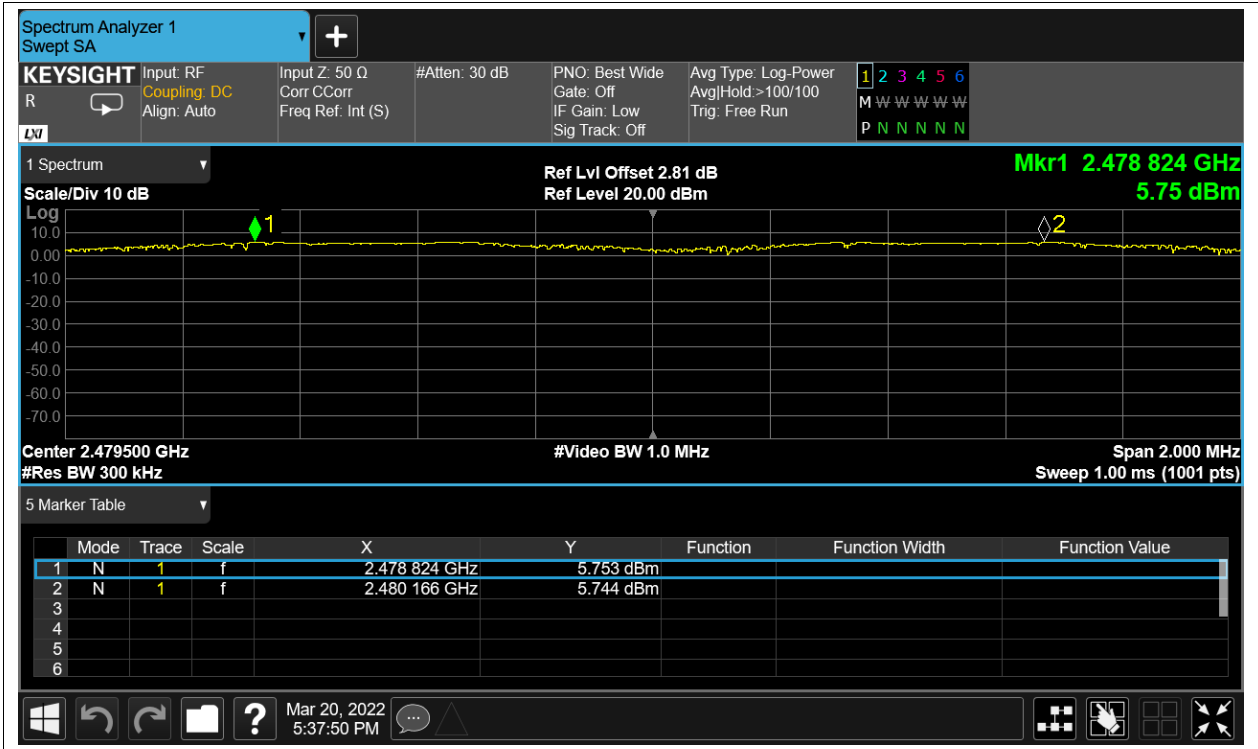 Spectrum Analyzer 1
Swept SA
KEYSIGHT Input: RF Input Z: 50 Ω #Atten: 30 dB PNO: Best Wide Avg Type: Log-Power 1 2 3 4 5 6
R Coupling: DC Corr CCorr Gate: Off Avg|Hold:>100/100 M W W W W W
Align: Auto Freq Ref: Int (S) IF Gain: Low Trig: Free Run
LXI Sig Track: Off P N N N N N
1 Spectrum Ref Lvl Offset 2.81 dB Mkr1 2.478 824 GHz
Scale/Div 10 dB Ref Level 20.00 dBm 5.75 dBm
Log
1 2
10.0
0.00
-10.0
-20.0
-30.0
-40.0
-50.0
-60.0
-70.0
Center 2.479500 GHz #Video BW 1.0 MHz Span 2.000 MHz
#Res BW 300 kHz Sweep 1.00 ms (1001 pts)
5 Marker Table
Mode Trace Scale X Y Function Function Width Function Value
1 N 1 f 2.478 824 GHz 5.753 dBm
2 N 1 f 2.480 166 GHz 5.744 dBm
3
4
5
6
? Mar 20, 2022
5:37:50 PM